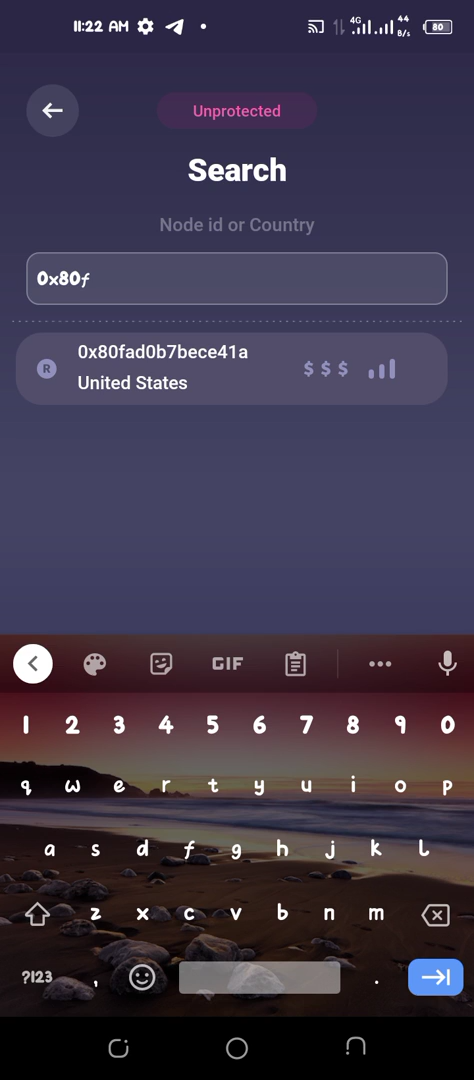 11:22 AM
4G
44
B/s
80
Unprotected
Search
Node id or Country
0x80f
0x80fad0b7bece41a
R
$ $ $
United States
GIF
1 2 3 4 5 6 7 8 9 0
q w e r t y u i o p
a s d f g h j k l
z x c v b n m
?123 , .